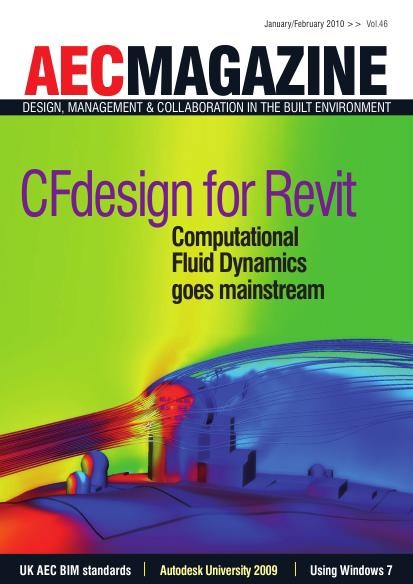 January/February 2010 >> Vol.46
AECMAGAZINE
DESIGN, MANAGEMENT & COLLABORATION IN THE BUILT ENVIRONMENT
CFdesign for Revit
Computational
Fluid Dynamics
goes mainstream
UK AEC BIM standards | Autodesk University 2009 | Using Windows 7